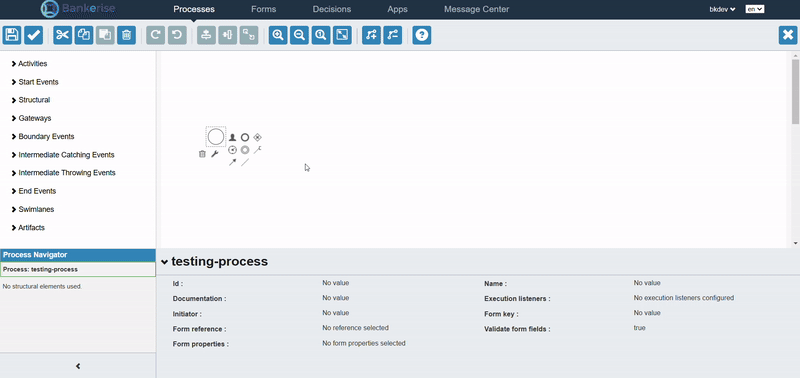 Bankerise Processes Forms Decisions Apps Message Center bkdev en
Activities
Start Events
Structural
Gateways
Boundary Events
Intermediate Catching Events
Intermediate Throwing Events
End Events
Swimlanes
Artifacts
Process Navigator
Process: testing-process
No structural elements used.
testing-process
Id : No value Name : No value
Documentation : No value Execution listeners : No execution listeners configured
Initiator : No value Form key : No value
Form reference : No reference selected Validate form fields : true
Form properties : No form properties selected